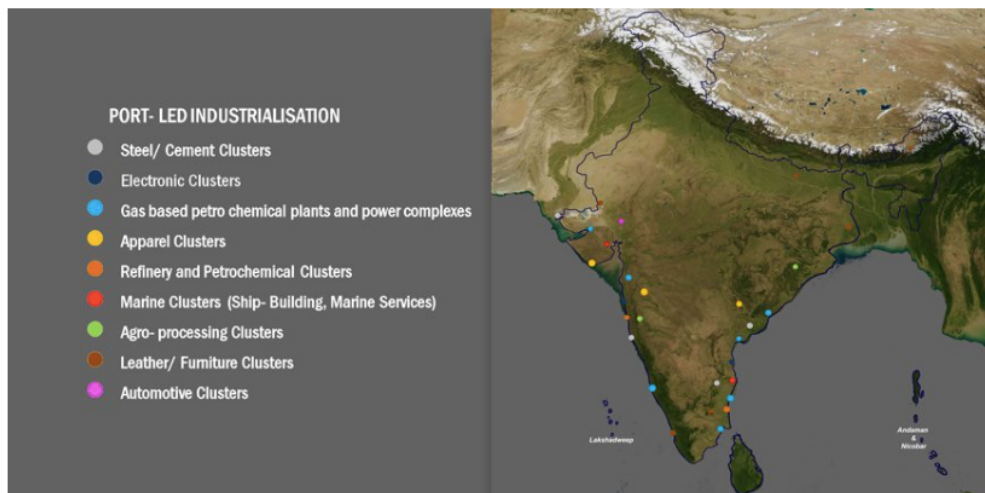 PORT- LED INDUSTRIALISATION
Steel/ Cement Clusters
Electronic Clusters
Gas based petro chemical plants and power complexes
Apparel Clusters
Refinery and Petrochemical Clusters
Marine Clusters (Ship- Building, Marine Services)
Agro- processing Clusters
Leather/ Furniture Clusters
Automotive Clusters
Lakshadweep
Andaman
&
Nicobar